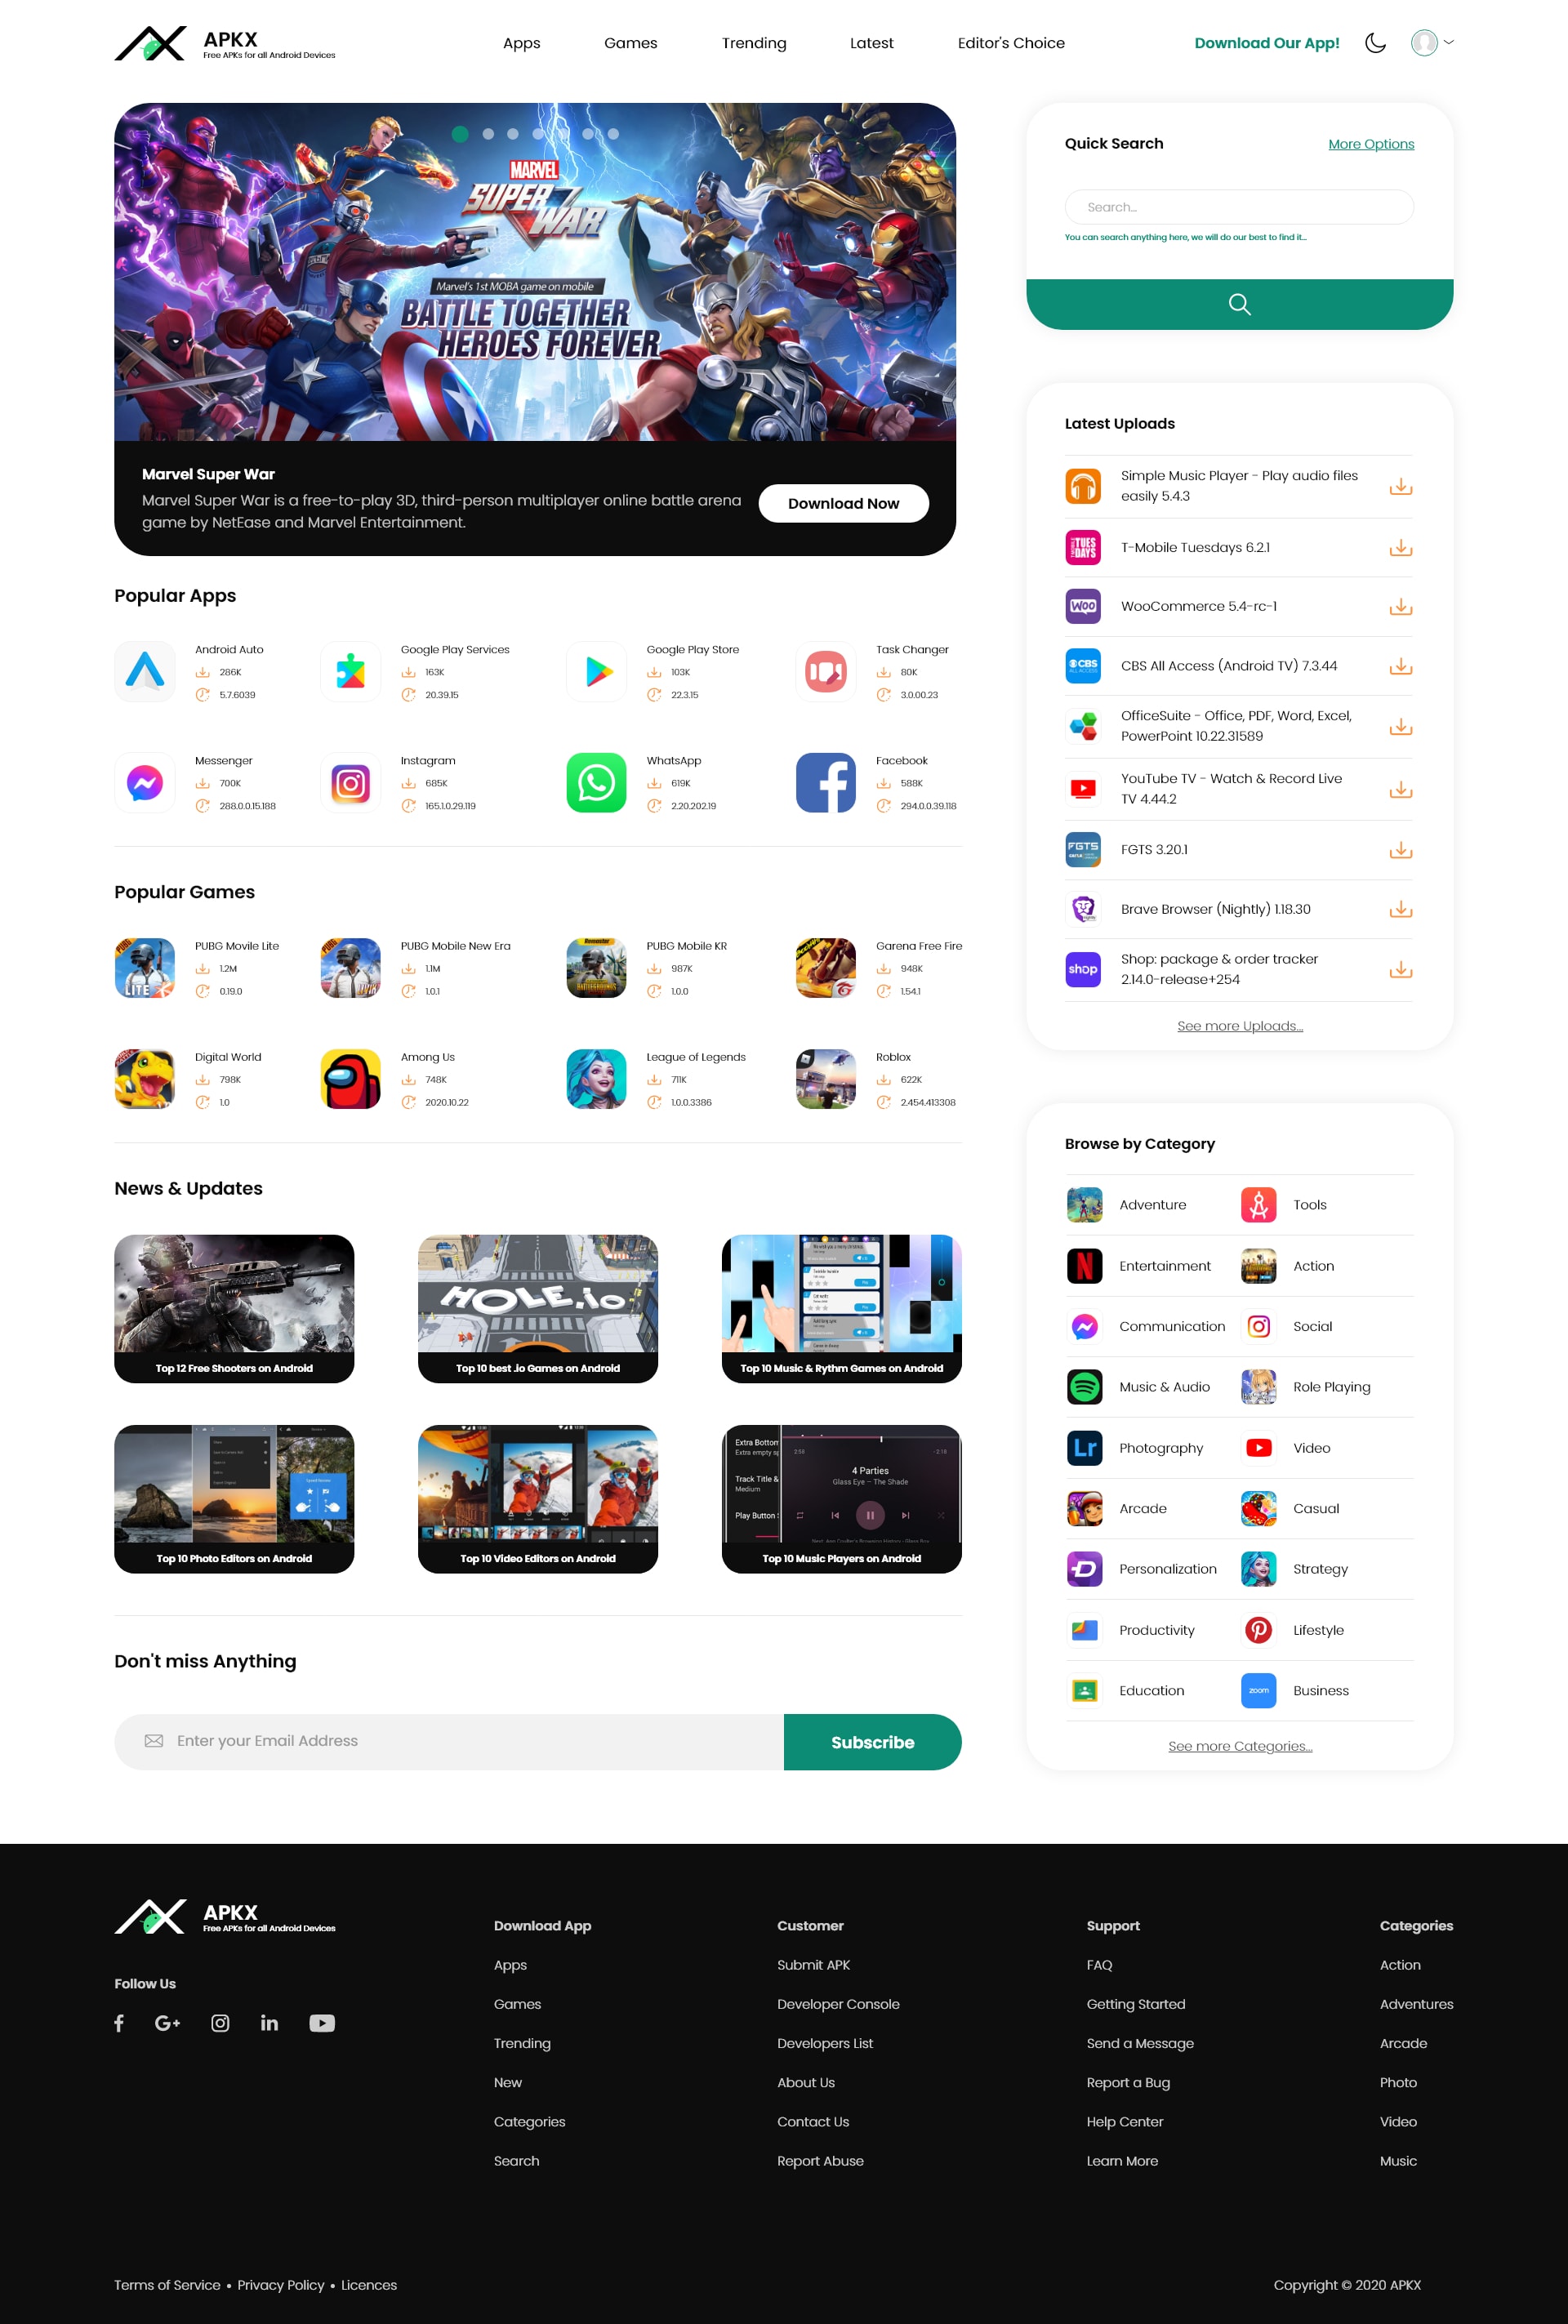 APKX
Free APKs for all Android Devices
Apps
Games
Trending
Latest
Editor's Choice
Download Our App!
MARVEL
SUPER WAR
Marvel's 1st MOBA game on mobile
BATTLE TOGETHER
HEROES FOREVER
Marvel Super War
Marvel Super War is a free-to-play 3D, third-person multiplayer online battle arena
game by NetEase and Marvel Entertainment.
Download Now
Quick Search
More Options
Search...
You can search anything here, we will do our best to find it...
Latest Uploads
Simple Music Player - Play audio files
easily 5.4.3
T-Mobile Tuesdays 6.2.1
WooCommerce 5.4-rc-1
CBS All Access (Android TV) 7.3.44
OfficeSuite - Office, PDF, Word, Excel,
PowerPoint 10.22.31589
YouTube TV - Watch & Record Live
TV 4.44.2
FGTS 3.20.1
Brave Browser (Nightly) 1.18.30
Shop: package & order tracker
2.14.0-release+254
See more Uploads...
Popular Apps
Android Auto
286K
5.7.6039
Google Play Services
163K
20.39.15
Google Play Store
103K
22.3.15
Task Changer
80K
3.0.00.23
Messenger
700K
288.0.0.15.188
Instagram
685K
165.1.0.29.119
WhatsApp
619K
2.20.202.19
Facebook
588K
294.0.0.39.118
Popular Games
PUBG Movile Lite
1.2M
0.19.0
PUBG Mobile New Era
1.1M
1.0.1
PUBG Mobile KR
987K
1.0.0
Garena Free Fire
948K
1.54.1
Digital World
798K
1.0
Among Us
748K
2020.10.22
League of Legends
711K
1.0.0.3386
Roblox
622K
2.454.413308
Browse by Category
Adventure
Tools
Entertainment
Action
Communication
Social
Music & Audio
Role Playing
Photography
Video
Arcade
Casual
Personalization
Strategy
Productivity
Lifestyle
Education
Business
See more Categories...
News & Updates
Top 12 Free Shooters on Android
HOLE.io
Top 10 best .io Games on Android
Top 10 Music & Rythm Games on Android
Top 10 Photo Editors on Android
Top 10 Video Editors on Android
4 Parties
Glass Eye – The Shade
Top 10 Music Players on Android
Don't miss Anything
Enter your Email Address
Subscribe
APKX
Free APKs for all Android Devices
Follow Us
Download App
Apps
Games
Trending
New
Categories
Search
Customer
Submit APK
Developer Console
Developers List
About Us
Contact Us
Report Abuse
Support
FAQ
Getting Started
Send a Message
Report a Bug
Help Center
Learn More
Categories
Action
Adventures
Arcade
Photo
Video
Music
Terms of Service • Privacy Policy • Licences
Copyright © 2020 APKX